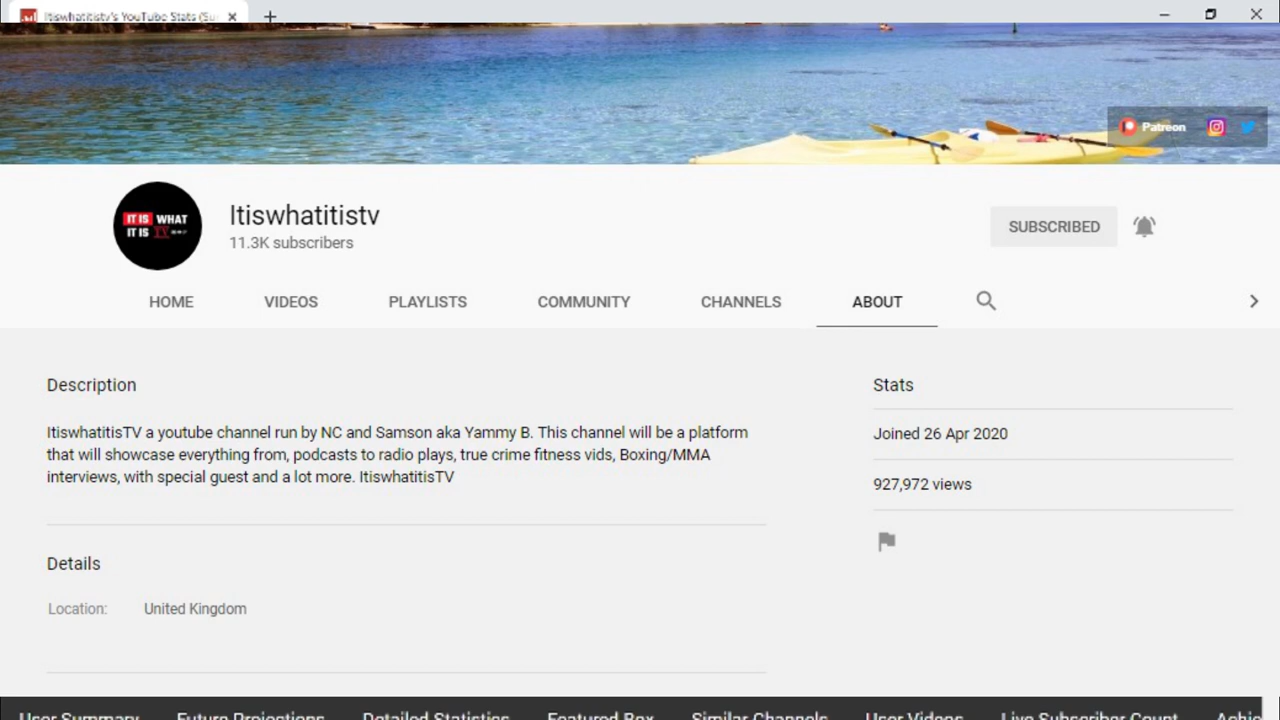 Itiswhatitistv's YouTube Stats (Su
Patreon
IT IS WHAT
IT IS TV
Itiswhatitistv
11.3K subscribers
SUBSCRIBED
HOME VIDEOS PLAYLISTS COMMUNITY CHANNELS ABOUT
Description
ItiswhatitisTV a youtube channel run by NC and Samson aka Yammy B. This channel will be a platform
that will showcase everything from, podcasts to radio plays, true crime fitness vids, Boxing/MMA
interviews, with special guest and a lot more. ItiswhatitisTV
Details
Location: United Kingdom
Stats
Joined 26 Apr 2020
927,972 views
User Summary Future Projections Detailed Statistics Featured Box Similar Channels User Videos Live Subscriber Count Achie